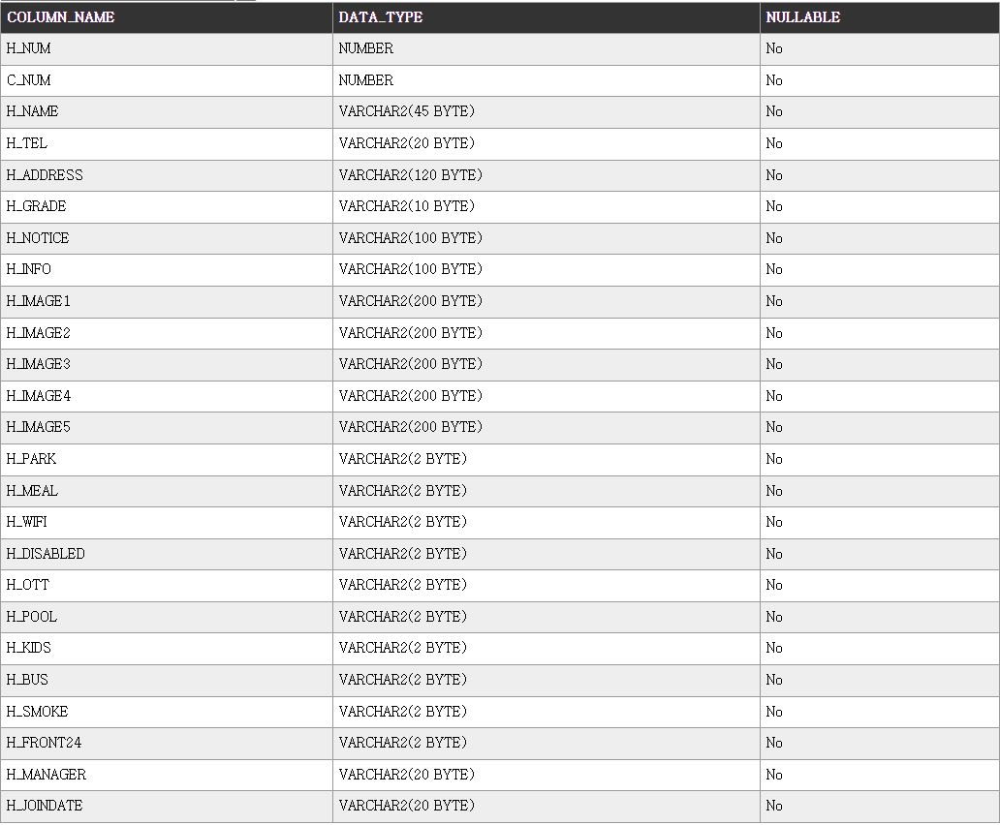 COLUMN_NAME DATA_TYPE NULLABLE
H_NUM NUMBER No
C_NUM NUMBER No
H_NAME VARCHAR2(45 BYTE) No
H_TEL VARCHAR2(20 BYTE) No
H_ADDRESS VARCHAR2(120 BYTE) No
H_GRADE VARCHAR2(10 BYTE) No
H_NOTICE VARCHAR2(100 BYTE) No
H_INFO VARCHAR2(100 BYTE) No
H_IMAGE1 VARCHAR2(200 BYTE) No
H_IMAGE2 VARCHAR2(200 BYTE) No
H_IMAGE3 VARCHAR2(200 BYTE) No
H_IMAGE4 VARCHAR2(200 BYTE) No
H_IMAGE5 VARCHAR2(200 BYTE) No
H_PARK VARCHAR2(2 BYTE) No
H_MEAL VARCHAR2(2 BYTE) No
H_WIFI VARCHAR2(2 BYTE) No
H_DISABLED VARCHAR2(2 BYTE) No
H_OTT VARCHAR2(2 BYTE) No
H_POOL VARCHAR2(2 BYTE) No
H_KIDS VARCHAR2(2 BYTE) No
H_BUS VARCHAR2(2 BYTE) No
H_SMOKE VARCHAR2(2 BYTE) No
H_FRONT24 VARCHAR2(2 BYTE) No
H_MANAGER VARCHAR2(20 BYTE) No
H_JOINDATE VARCHAR2(20 BYTE) No